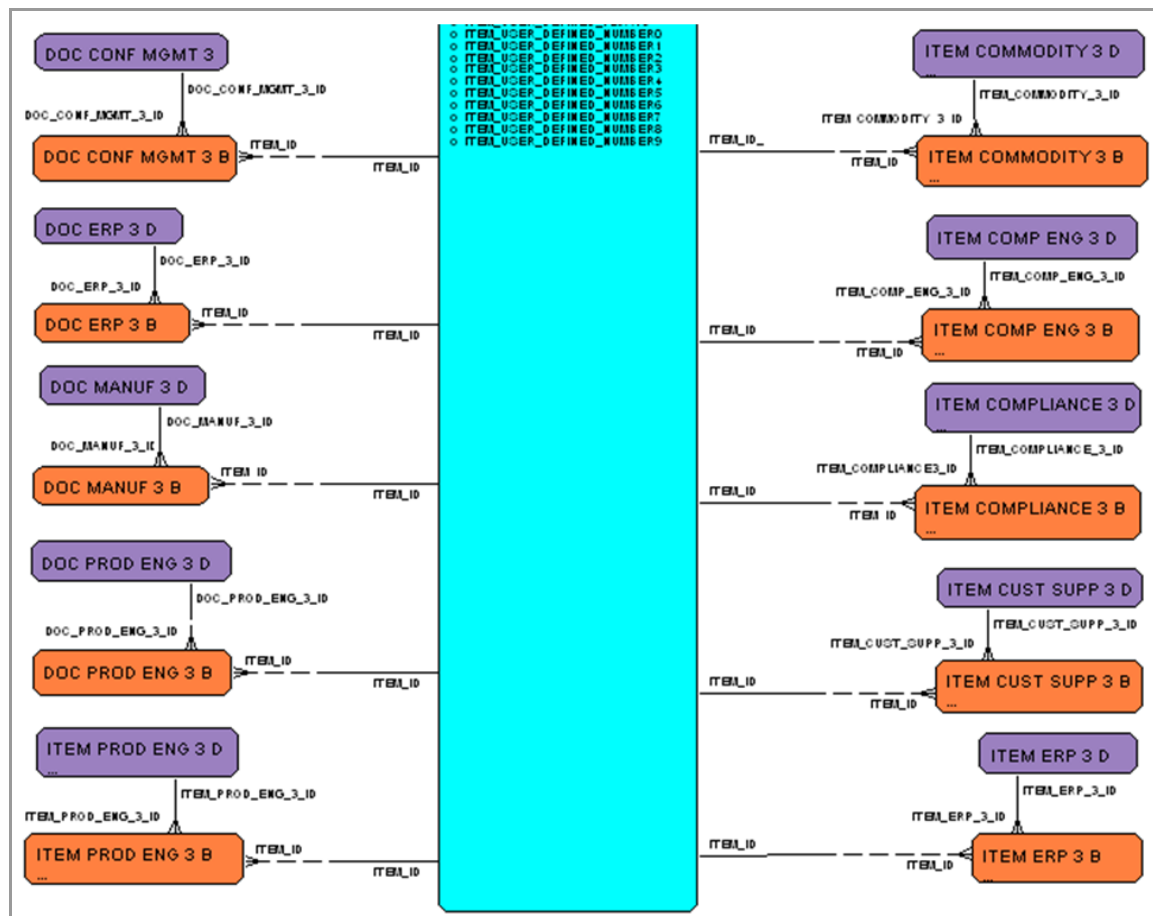 DOC CONF MGMT 3
DOC_CONF_MGMT_3_ID
DOC_CONF_MGMT_3_ID
DOC CONF MGMT 3 B
ITEM_ID
ITEM_ID
DOC ERP 3 D
DOC_ERP_3_ID
DOC_ERP_3_ID
DOC ERP 3 B
ITEM_ID
ITEM_ID
DOC MANUF 3 D
DOC_MANUF_3_ID
DOC_MANUF_3_ID
DOC MANUF 3 B
ITEM_ID
ITEM_ID
DOC PROD ENG 3 D
DOC_PROD_ENG_3_ID
DOC_PROD_ENG_3_ID
DOC PROD ENG 3 B
ITEM_ID
ITEM_ID
ITEM PROD ENG 3 D
...
ITEM_PROD_ENG_3_ID
ITEM_PROD_ENG_3_ID
ITEM PROD ENG 3 B
...
ITEM_ID
ITEM_ID
ITEM_USER_DEFINED_NUMBER0
ITEM_USER_DEFINED_NUMBER1
ITEM_USER_DEFINED_NUMBER2
ITEM_USER_DEFINED_NUMBER3
ITEM_USER_DEFINED_NUMBER4
ITEM_USER_DEFINED_NUMBER5
ITEM_USER_DEFINED_NUMBER6
ITEM_USER_DEFINED_NUMBER7
ITEM_USER_DEFINED_NUMBER8
ITEM_USER_DEFINED_NUMBER9
ITEM COMMODITY 3 D
...
ITEM_COMMODITY_3_ID
ITEM_COMMODITY_3_ID
ITEM_ID_
ITEM_ID
ITEM COMMODITY 3 B
...
ITEM COMP ENG 3 D
...
ITEM_COMP_ENG_3_ID
ITEM_COMP_ENG_3_ID
ITEM_ID
ITEM_ID
ITEM COMP ENG 3 B
...
ITEM COMPLIANCE 3 D
...
ITEM_COMPLIANCE_3_ID
ITEM_COMPLIANCE3_ID
ITEM_ID
ITEM_ID
ITEM COMPLIANCE 3 B
...
ITEM CUST SUPP 3 D
ITEM_CUST_SUPP_3_ID
ITEM_CUST_SUPP_3_ID
ITEM_ID
ITEM_ID
ITEM CUST SUPP 3 B
...
ITEM ERP 3 D
ITEM_ERP_3_ID
ITEM_ERP_3_ID
ITEM_ID
ITEM_ID
ITEM ERP 3 B
...